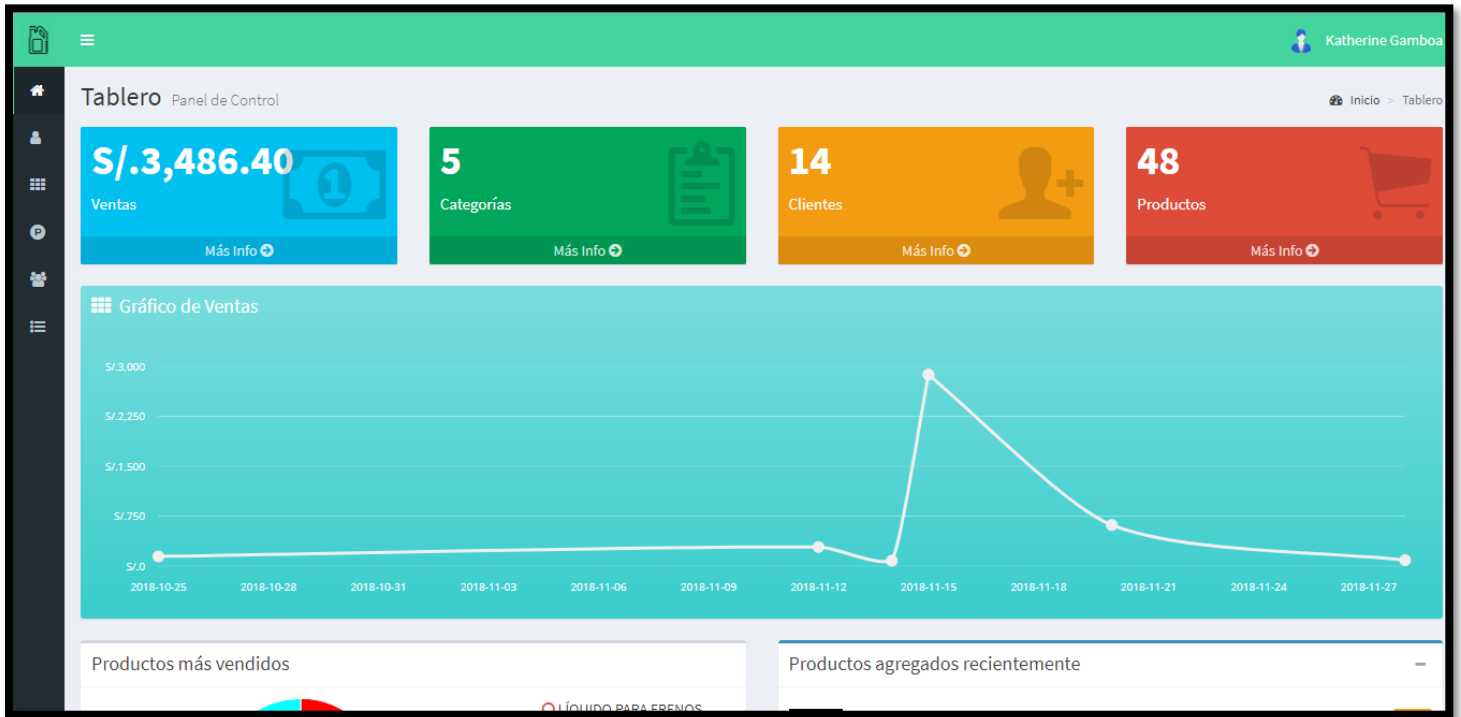 Katherine Gamboa
Tablero Panel de Control
Inicio > Tablero
S/.3,486.40
Ventas
Más Info
5
Categorías
Más Info
14
Clientes
Más Info
48
Productos
Más Info
Gráfico de Ventas
S/.3,000
S/.2,250
S/.1,500
S/.750
S/.0
2018-10-25 2018-10-28 2018-10-31 2018-11-03 2018-11-06 2018-11-09 2018-11-12 2018-11-15 2018-11-18 2018-11-21 2018-11-24 2018-11-27
Productos más vendidos
LÍQUIDO PARA FRENOS
Productos agregados recientemente